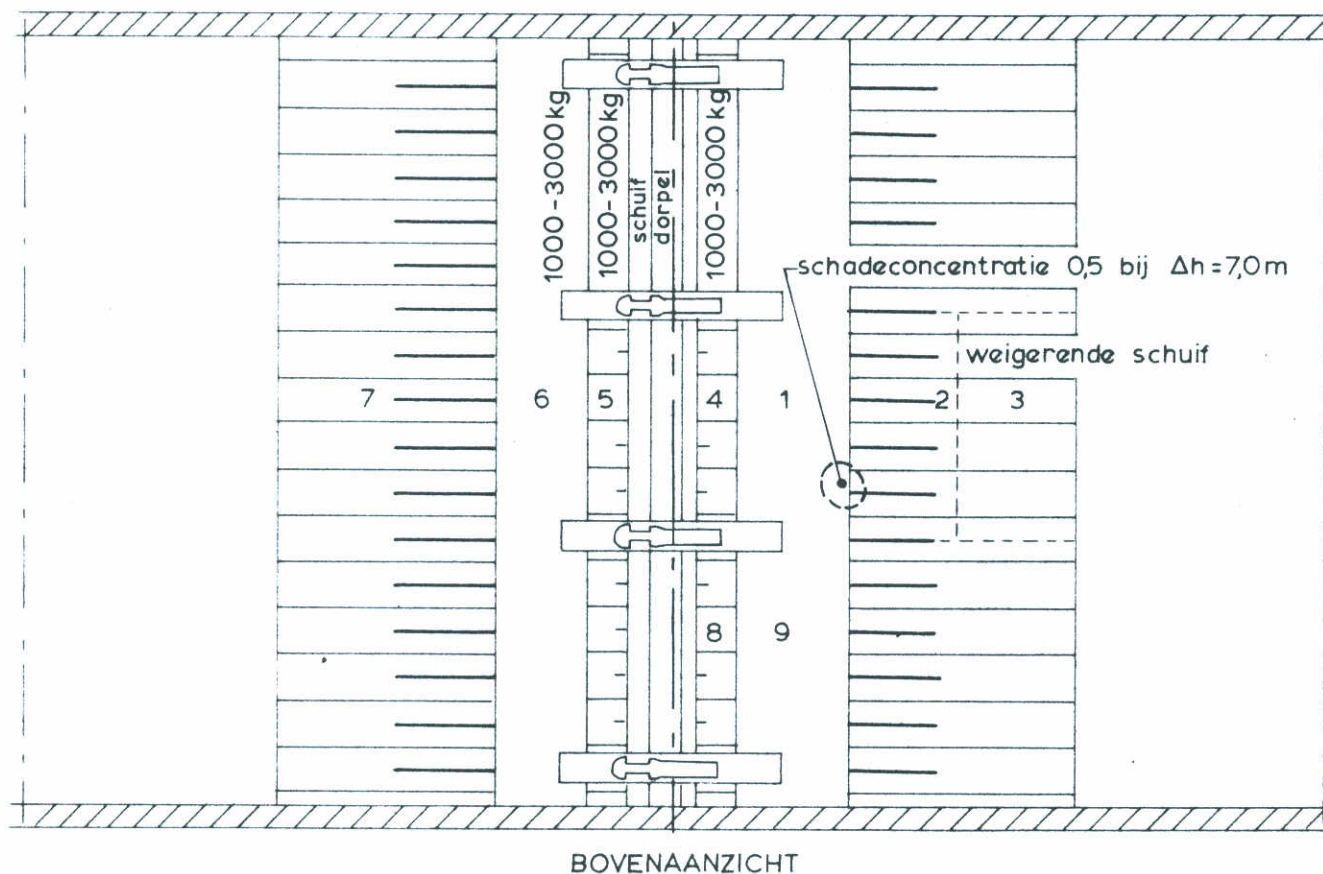 1000-3000kg
1000-3000kg
schuif
dorpel
1000-3000kg
schadeconcentratie 0,5 bij Δh=7,0m
weigerende schuif
7 6 5 4 1 2 3
8 9
BOVENAANZICHT